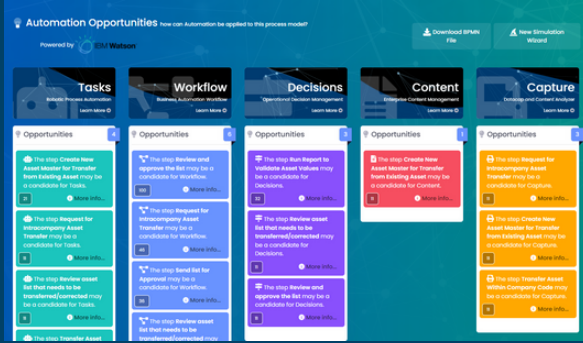 Automation Opportunities how can Automation be applied to this process model?
Powered by IBM Watson
Download BPMN
File
New Simulation
Wizard
Tasks
Robotic Process Automation
Learn More
Workflow
Business Automation Workflow
Learn More
Decisions
Operational Decision Management
Learn More
Content
Enterprise Content Management
Learn More
Capture
Datacap and Content Analyzer
Learn More
Opportunities
4
The step Create New
Asset Master for Transfer
from Existing Asset may be
a candidate for Tasks.
21
More info...
The step Request for
Intracompany Asset
Transfer may be a
candidate for Tasks.
More info...
The step Review asset
list that needs to be
transferred/corrected may
be a candidate for Tasks.
More info...
The step Transfer Asset
Opportunities
The step Review and
approve the list may be a
candidate for Workflow.
100
More info...
The step Request for
Intracompany Asset
Transfer may be a
candidate for Workflow.
More info...
The step Send list for
Approval may be a
candidate for Workflow.
More info...
The step Review asset
list that needs to be
transferred/corrected may
Opportunities
3
The step Run Report to
Validate Asset Values may
be a candidate for
Decisions.
32
More info...
The step Review asset
list that needs to be
transferred/corrected may
be a candidate for
Decisions.
11
More info...
The step Review and
approve the list may be a
candidate for Decisions.
11
More info...
Opportunities
1
The step Create New
Asset Master for Transfer
from Existing Asset may
be a candidate for Content.
11
More info...
Opportunities
3
The step Request for
Intracompany Asset
Transfer may be a
candidate for Capture.
11
More info...
The step Create New
Asset Master for Transfer
from Existing Asset may be
a candidate for Capture.
11
More info...
The step Transfer Asset
Within Company Code may
be a candidate for Capture.
11
More info...